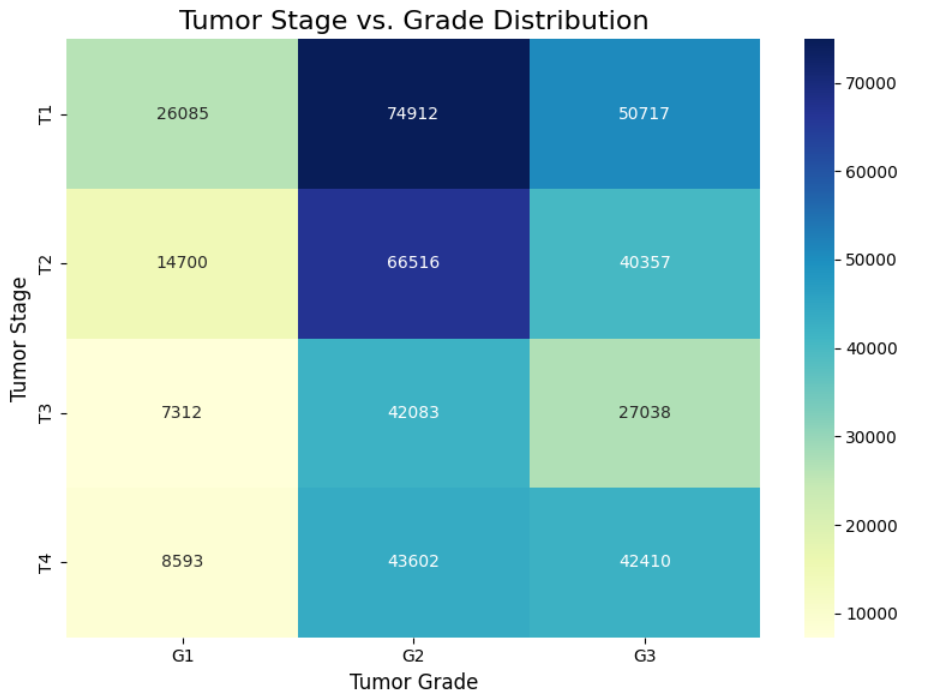 Tumor Stage vs. Grade Distribution
T1 26085 74912 50717
T2 14700 66516 40357
T3 7312 42083 27038
T4 8593 43602 42410
G1 G2 G3
Tumor Grade
Tumor Stage
70000
60000
50000
40000
30000
20000
10000